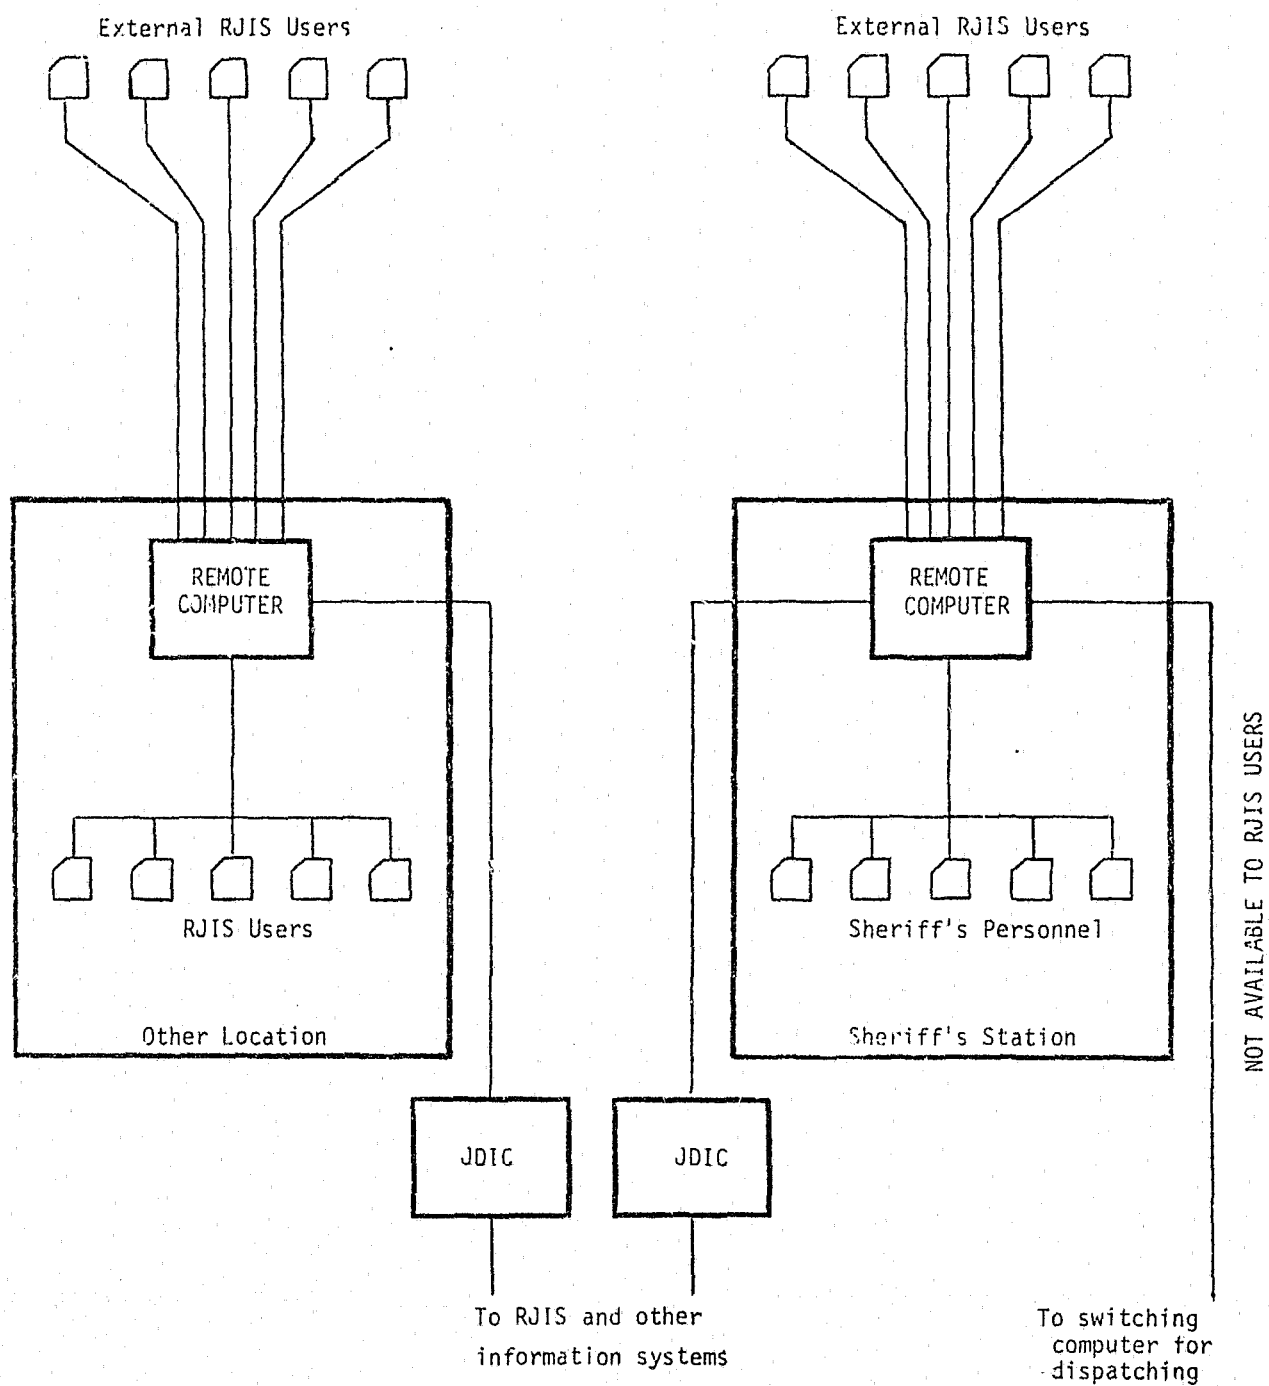 External RJIS Users
External RJIS Users
REMOTE
COMPUTER
REMOTE
COMPUTER
RJIS Users
Sheriff's Personnel
Other Location
Sheriff's Station
NOT AVAILABLE TO RJIS USERS
JDIC
JDIC
To RJIS and other
information systems
To switching
computer for
dispatching